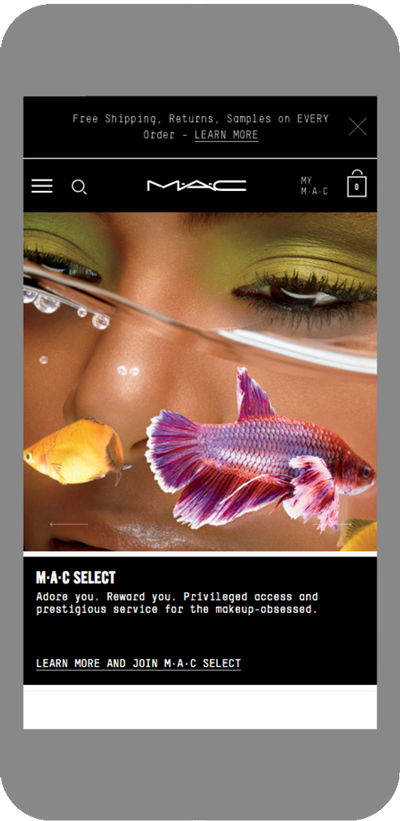 Free Shipping, Returns, Samples on EVERY
Order - LEARN MORE
M·A·C
MY
M·A·C
0
M·A·C SELECT
Adore you. Reward you. Privileged access and
prestigious service for the makeup-obsessed.
LEARN MORE AND JOIN M·A·C SELECT